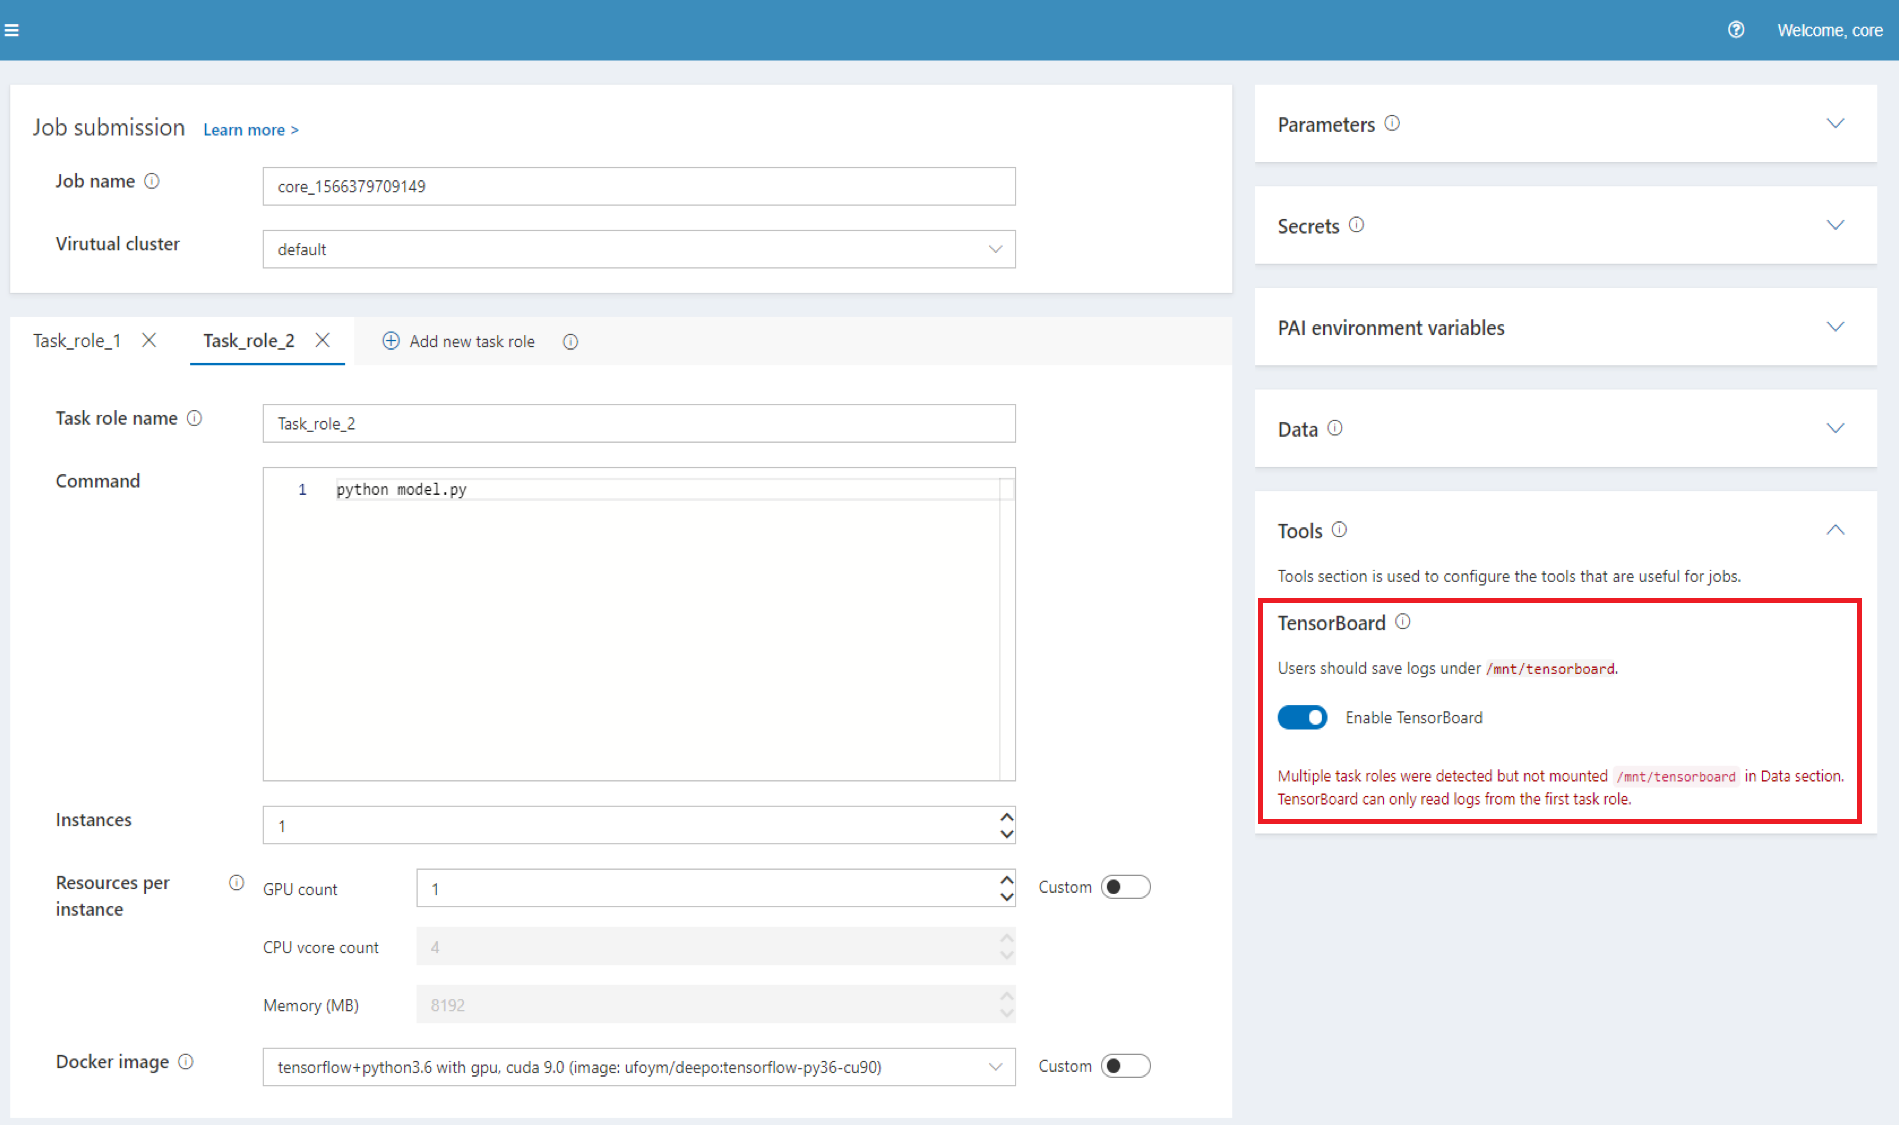 Welcome, core
Job submission Learn more >
Job name
core_1566379709149
Virutual cluster
default
Task_role_1
Task_role_2
Add new task role
Task role name
Task_role_2
Command
1 python model.py
Instances
1
Resources per
instance
GPU count
1
Custom
CPU vcore count
4
Memory (MB)
8192
Docker image
tensorflow+python3.6 with gpu, cuda 9.0 (image: ufoym/deepo:tensorflow-py36-cu90)
Custom
Parameters
Secrets
PAI environment variables
Data
Tools
Tools section is used to configure the tools that are useful for jobs.
TensorBoard
Users should save logs under /mnt/tensorboard.
Enable TensorBoard
Multiple task roles were detected but not mounted /mnt/tensorboard in Data section.
TensorBoard can only read logs from the first task role.